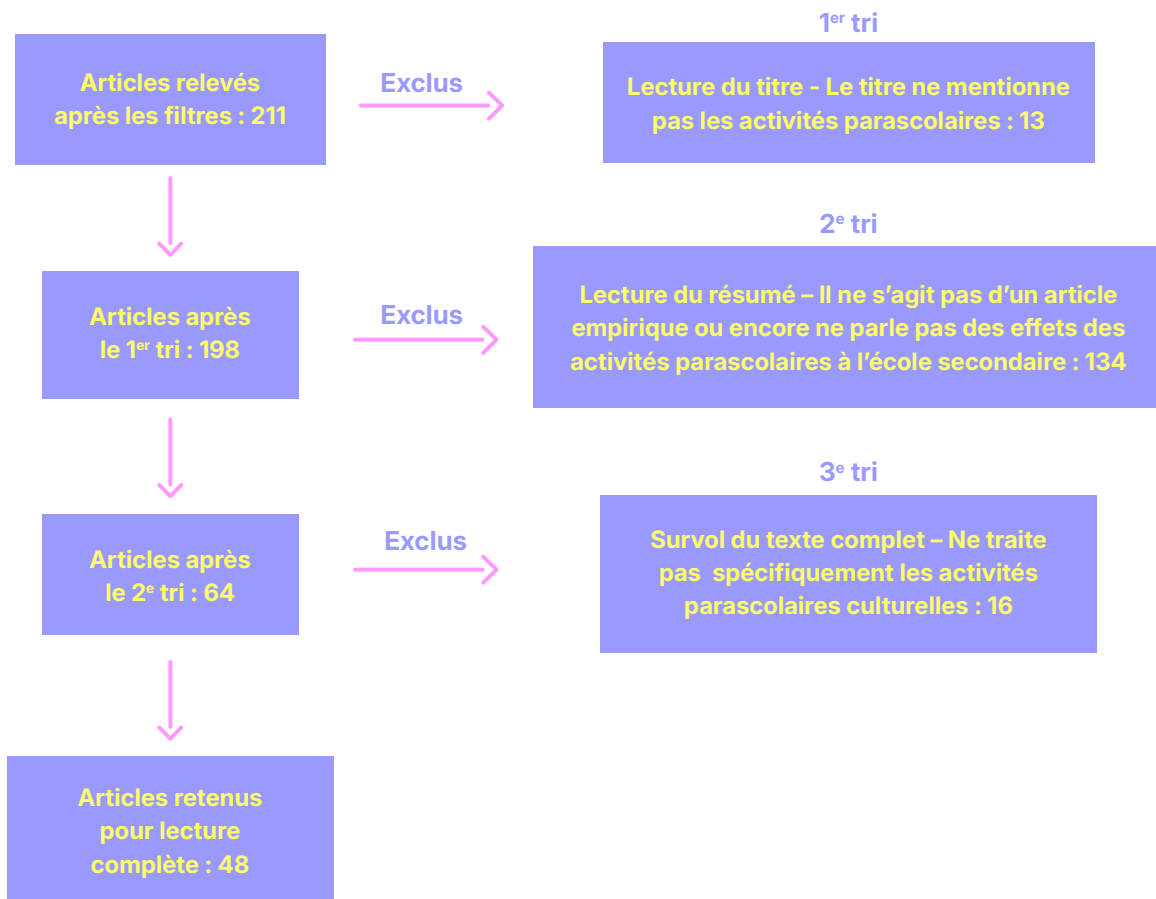 1er tri
Articles relevés
après les filtres : 211
Exclus
Lecture du titre - Le titre ne mentionne
pas les activités parascolaires : 13
2e tri
Articles après
le 1er tri : 198
Exclus
Lecture du résumé – Il ne s’agit pas d’un article
empirique ou encore ne parle pas des effets des
activités parascolaires à l’école secondaire : 134
3e tri
Articles après
le 2e tri : 64
Exclus
Survol du texte complet – Ne traite
pas  spécifiquement les activités
parascolaires culturelles : 16
Articles retenus
pour lecture
complète : 48